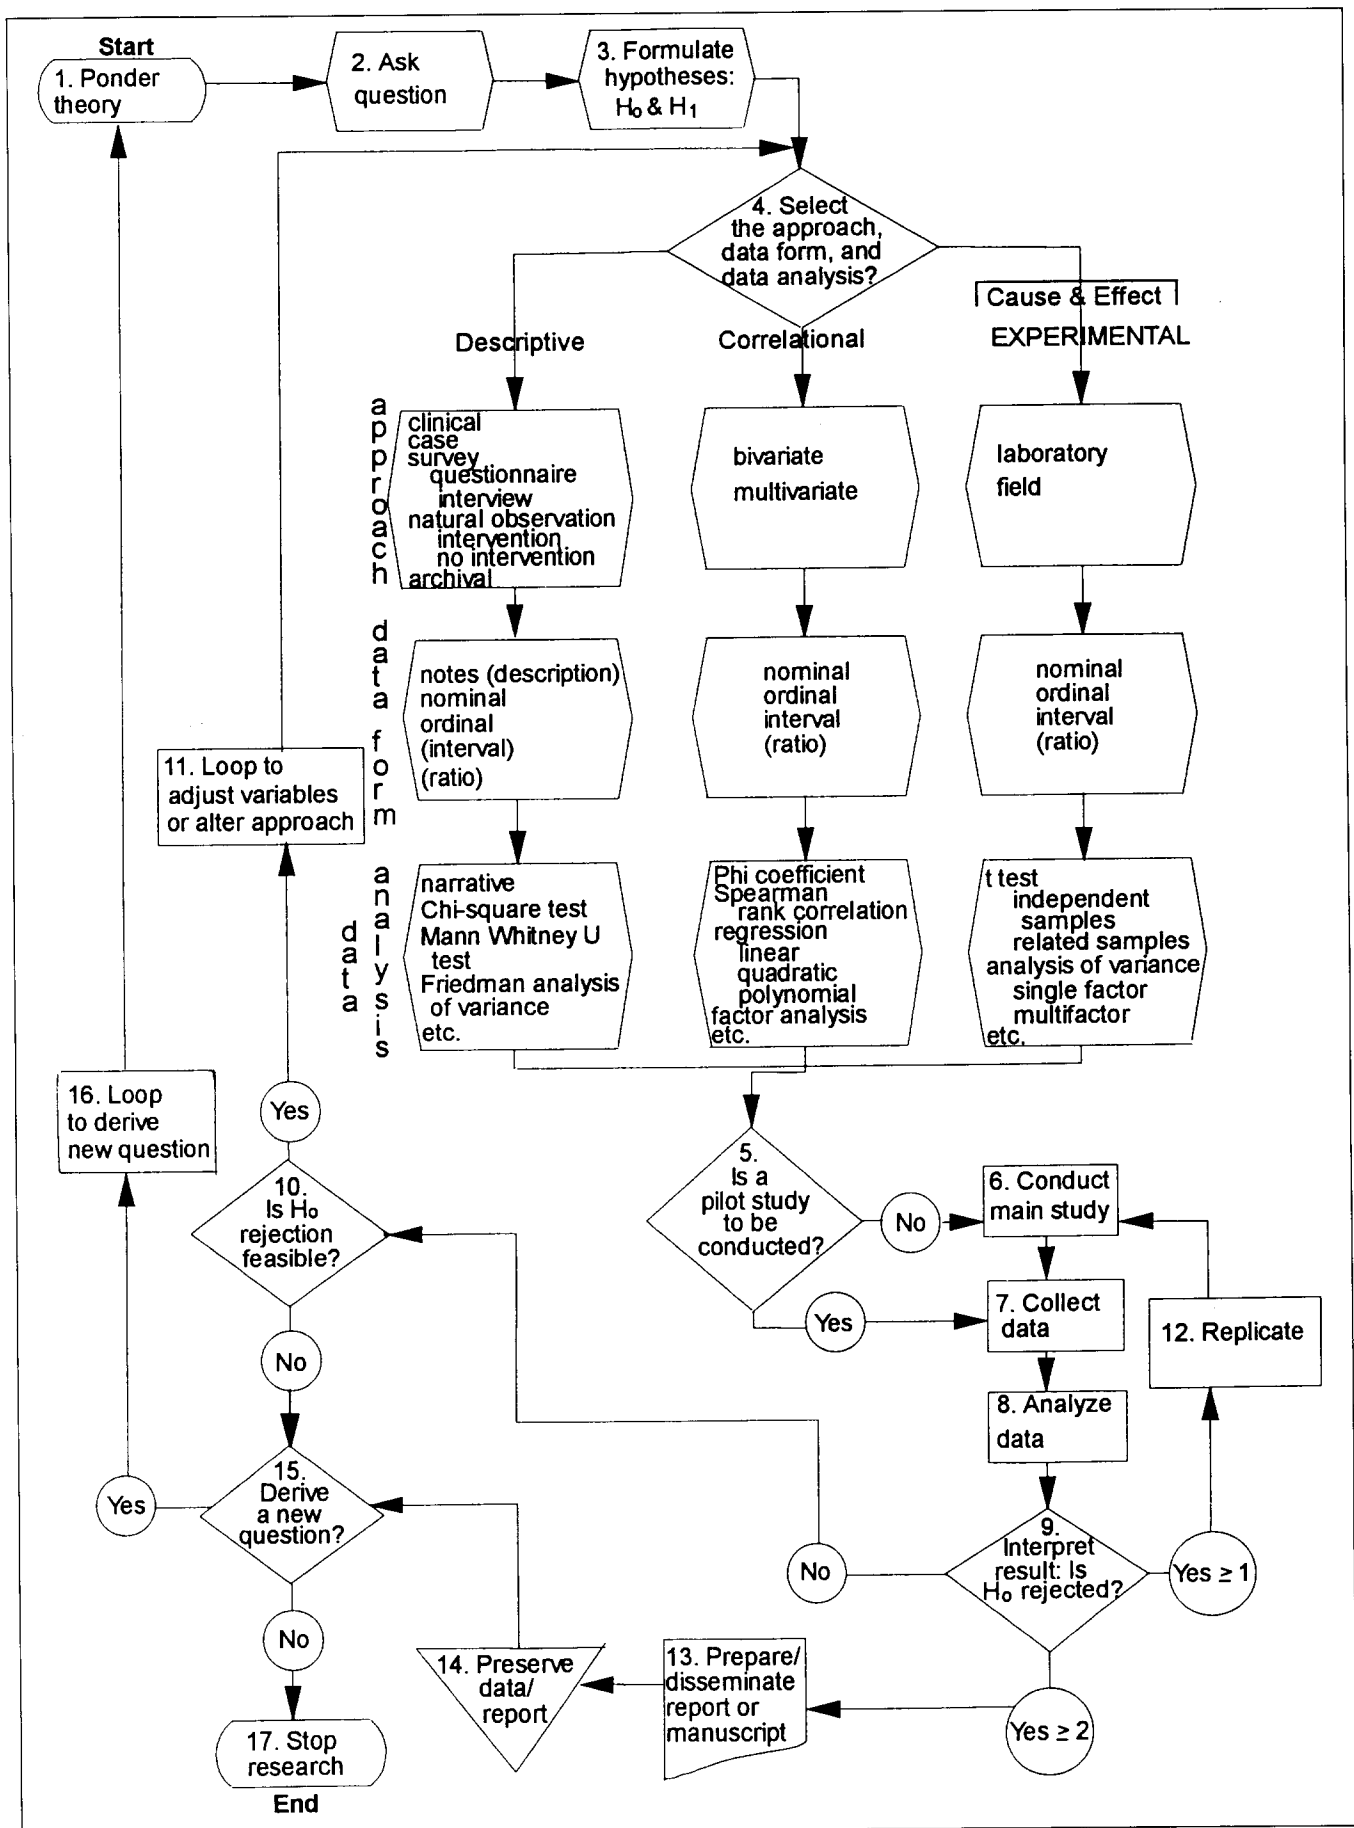 Start
1. Ponder
theory
2. Ask
question
3. Formulate
hypotheses:
H₀ & H₁
4. Select
the approach,
data form, and
data analysis?
Cause & Effect
Descriptive
Correlational
EXPERIMENTAL
approach
clinical
case
survey
questionnaire
interview
natural observation
intervention
no intervention
archival
bivariate
multivariate
laboratory
field
data form
notes (description)
nominal
ordinal
(interval)
(ratio)
nominal
ordinal
interval
(ratio)
nominal
ordinal
interval
(ratio)
11. Loop to
adjust variables
or alter approach
data
analysis
narrative
Chi-square test
Mann Whitney U
test
Friedman analysis
of variance
etc.
Phi coefficient
Spearman
rank correlation
regression
linear
quadratic
polynomial
factor analysis
etc.
t test
independent
samples
related samples
analysis of variance
single factor
multifactor
etc.
16. Loop
to derive
new question
Yes
10.
Is H₀
rejection
feasible?
5.
Is a
pilot study
to be
conducted?
No
6. Conduct
main study
Yes
7. Collect
data
12. Replicate
No
8. Analyze
data
15.
Derive
a new
question?
Yes
9.
Interpret
result: Is
H₀ rejected?
No
Yes ≥ 1
No
14. Preserve
data/
report
13. Prepare/
disseminate
report or
manuscript
Yes ≥ 2
17. Stop
research
End